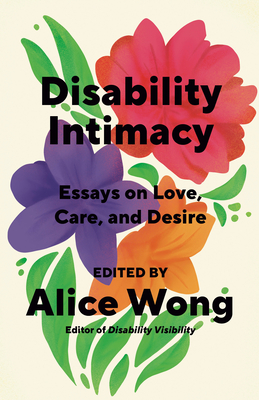 Disability
Intimacy
Essays on Love,
Care, and Desire
EDITED BY
Alice Wong
Editor of Disability Visibility